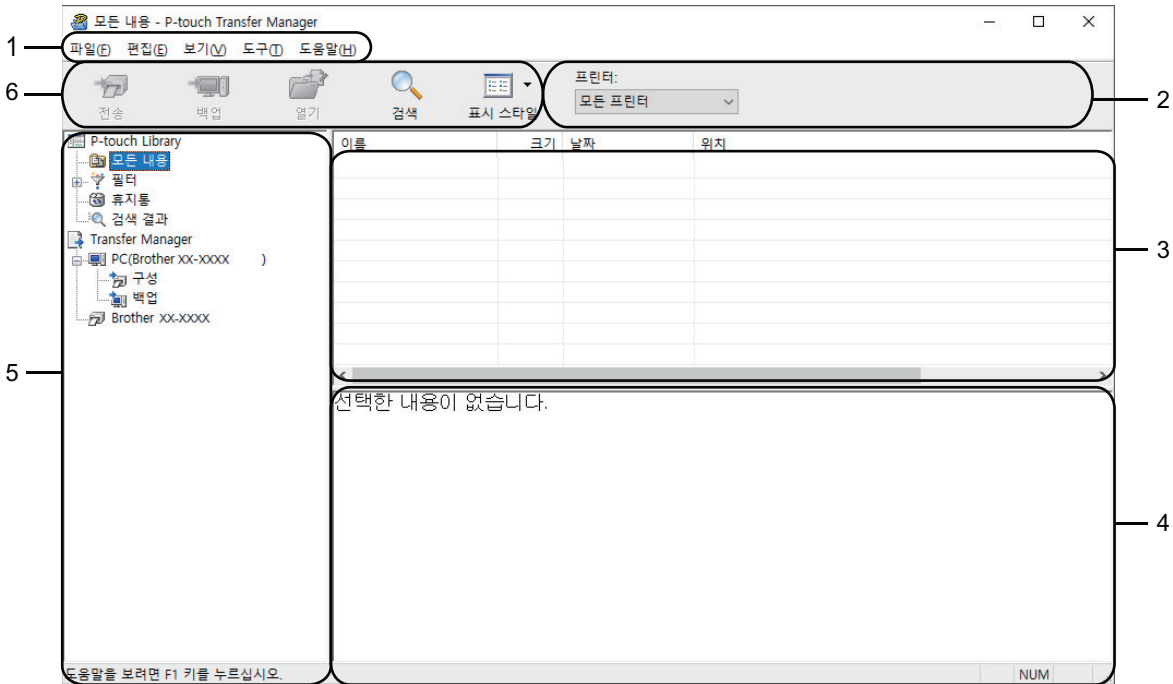 모든 내용 - P-touch Transfer Manager
1
파일(F) 편집(E) 보기(V) 도구(T) 도움말(H)
6
전송 백업 열기 검색 표시 스타일
프린터:
모든 프린터
2
P-touch Library
모든 내용
필터
휴지통
검색 결과
Transfer Manager
PC(Brother XX-XXXX )
구성
백업
Brother XX-XXXX
5
이름 크기 날짜 위치
3
선택한 내용이 없습니다.
4
도움말을 보려면 F1 키를 누르십시오.
NUM